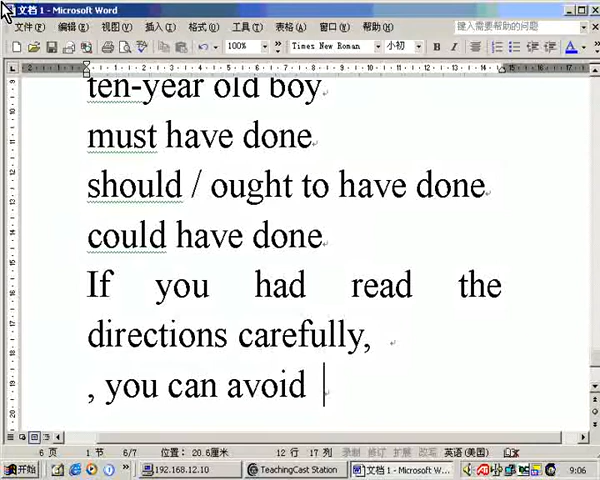 文档 1 - Microsoft Word
文件(F) 编辑(E) 视图(V) 插入(I) 格式(O) 工具(T) 表格(A) 窗口(W) 帮助(H) 键入需要帮助的问题
100% Times New Roman 小初 B I U A
ten-year old boy
must have done
should / ought to have done
could have done
If you had read the
directions carefully,
, you can avoid
6 页 1 节 6/7 位置: 20.6厘米 12 行 17 列 录制 修订 扩展 改写 英语(美国)
开始 192.168.12.10 TeachingCast Station 文档 1 - Micros... 9:06